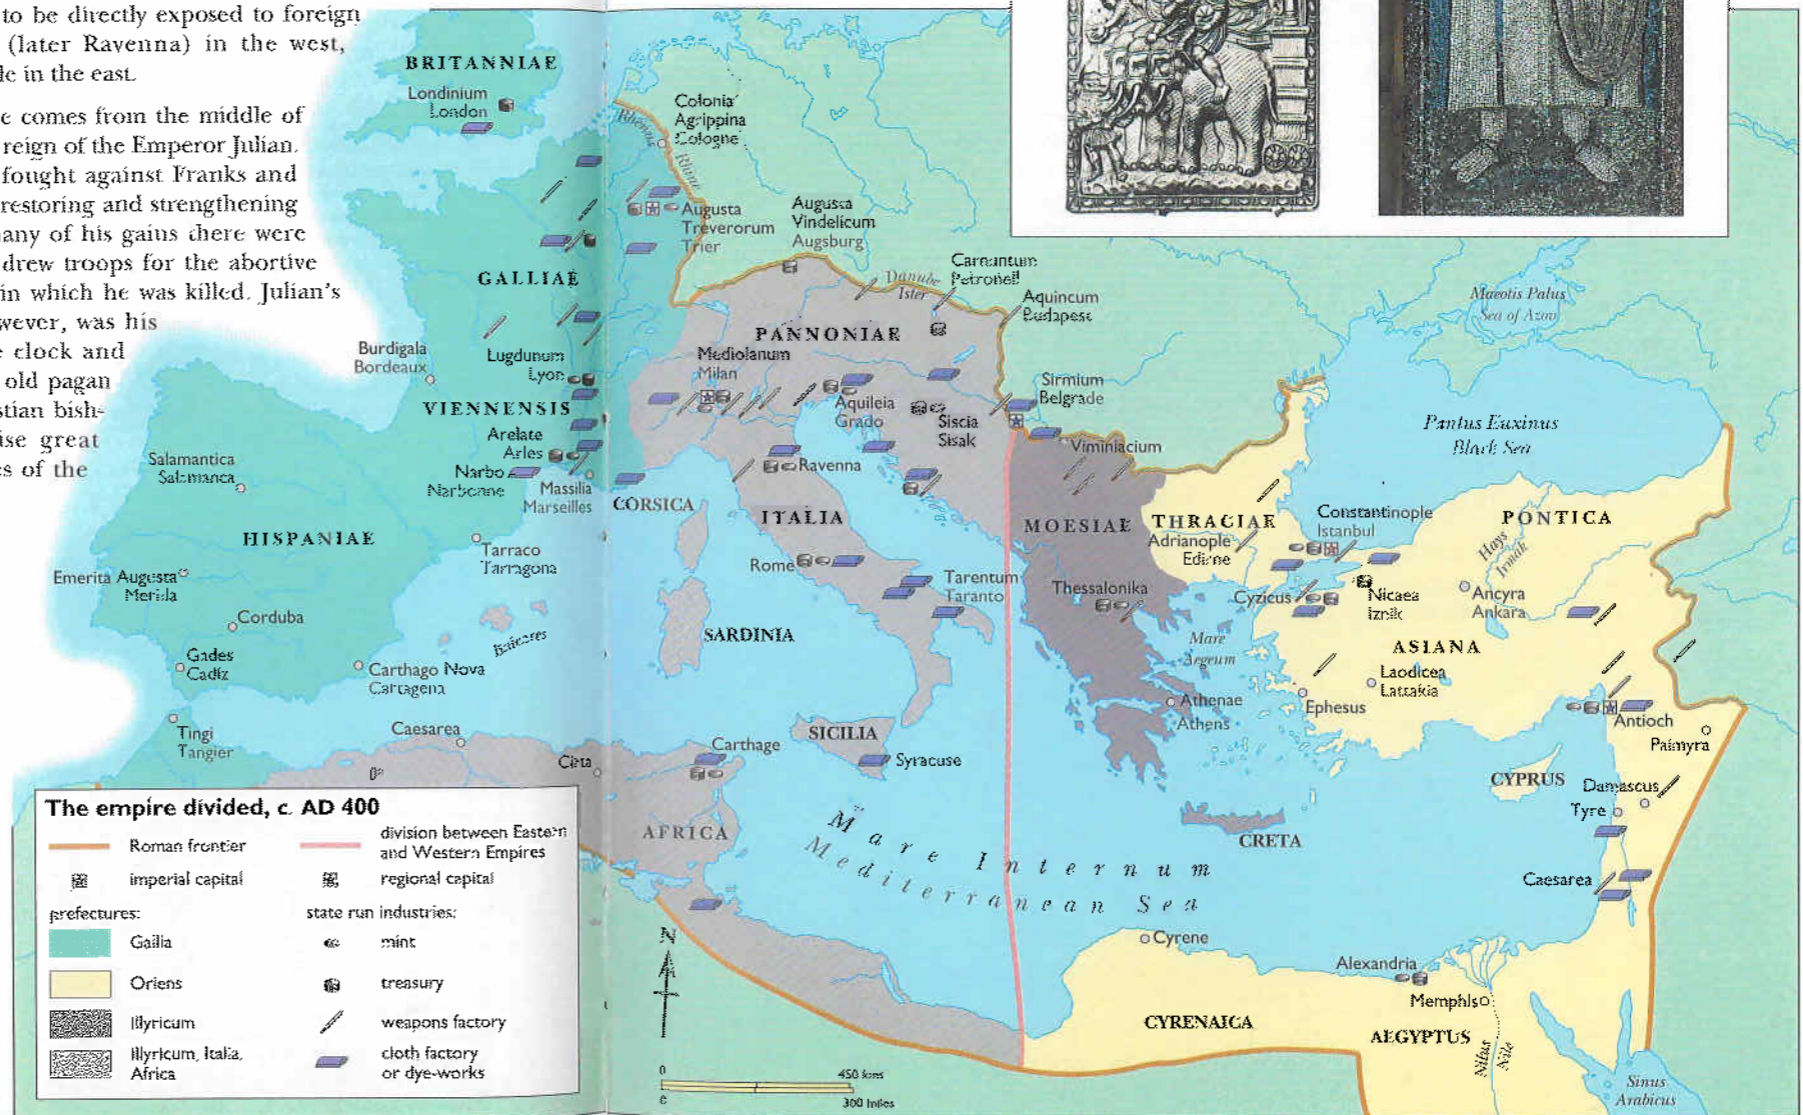 to be directly exposed to foreign
(later Ravenna) in the west,
le in the east.
e comes from the middle of
reign of the Emperor Julian.
fought against Franks and
restoring and strengthening
any of his gains there were
drew troops for the abortive
in which he was killed. Julian's
wever, was his
e clock and
old pagan
stian bish-
ise great
es of the
BRITANNIAE
Londinium
London
Colonia
Agrippina
Cologne
Rhenus
Rhine
Augusta
Treverorum
Trier
Augusta
Vindelicum
Augsburg
GALLIAE
Danube
Ister
Carnuntum
Petronell
Aquincum
Budapest
PANNONIAE
Maeotis Palus
Sea of Azov
Burdigala
Bordeaux
Lugdunum
Lyon
Mediolanum
Milan
VIENNENSIS
Arelate
Arles
Narbo
Narbonne
Massilia
Marseilles
Aquileia
Grado
Siscia
Sisak
Sirmium
Belgrade
Viminiacium
Ravenna
Pantus Euxinus
Black Sea
Salamantica
Salamanca
HISPANIAE
Tarraco
Tarragona
Emerita Augusta
Merida
Corduba
Gades
Cadiz
Carthago Nova
Cartagena
Baleares
CORSICA
ITALIA
Rome
Tarentum
Taranto
SARDINIA
MOESIAE
THRACIAE
Adrianople
Edirne
Constantinople
Istanbul
PONTICA
Hays
Irmak
Thessalonika
Cyzicus
Nicaea
Iznik
Ancyra
Ankara
Mare
Aegeum
ASIANA
Laodicea
Lattakia
Ephesus
Athenae
Athens
Antioch
Palmyra
Tingi
Tangier
Caesarea
Cirta
Carthage
SICILIA
Syracuse
CYPRUS
Damascus
Tyre
AFRICA
CRETA
Mare Internum
Mediterranean Sea
Caesarea
Cyrene
Alexandria
Memphis
CYRENAICA
AEGYPTUS
Nilus
Nile
Sinus
Arabicus
The empire divided, c. AD 400
Roman frontier
division between Eastern
and Western Empires
imperial capital
regional capital
prefectures:
state run industries:
Gallia
mint
Oriens
treasury
Illyricum
weapons factory
Illyricum, Italia,
Africa
cloth factory
or dye-works
N
0
450 kms
0
300 miles